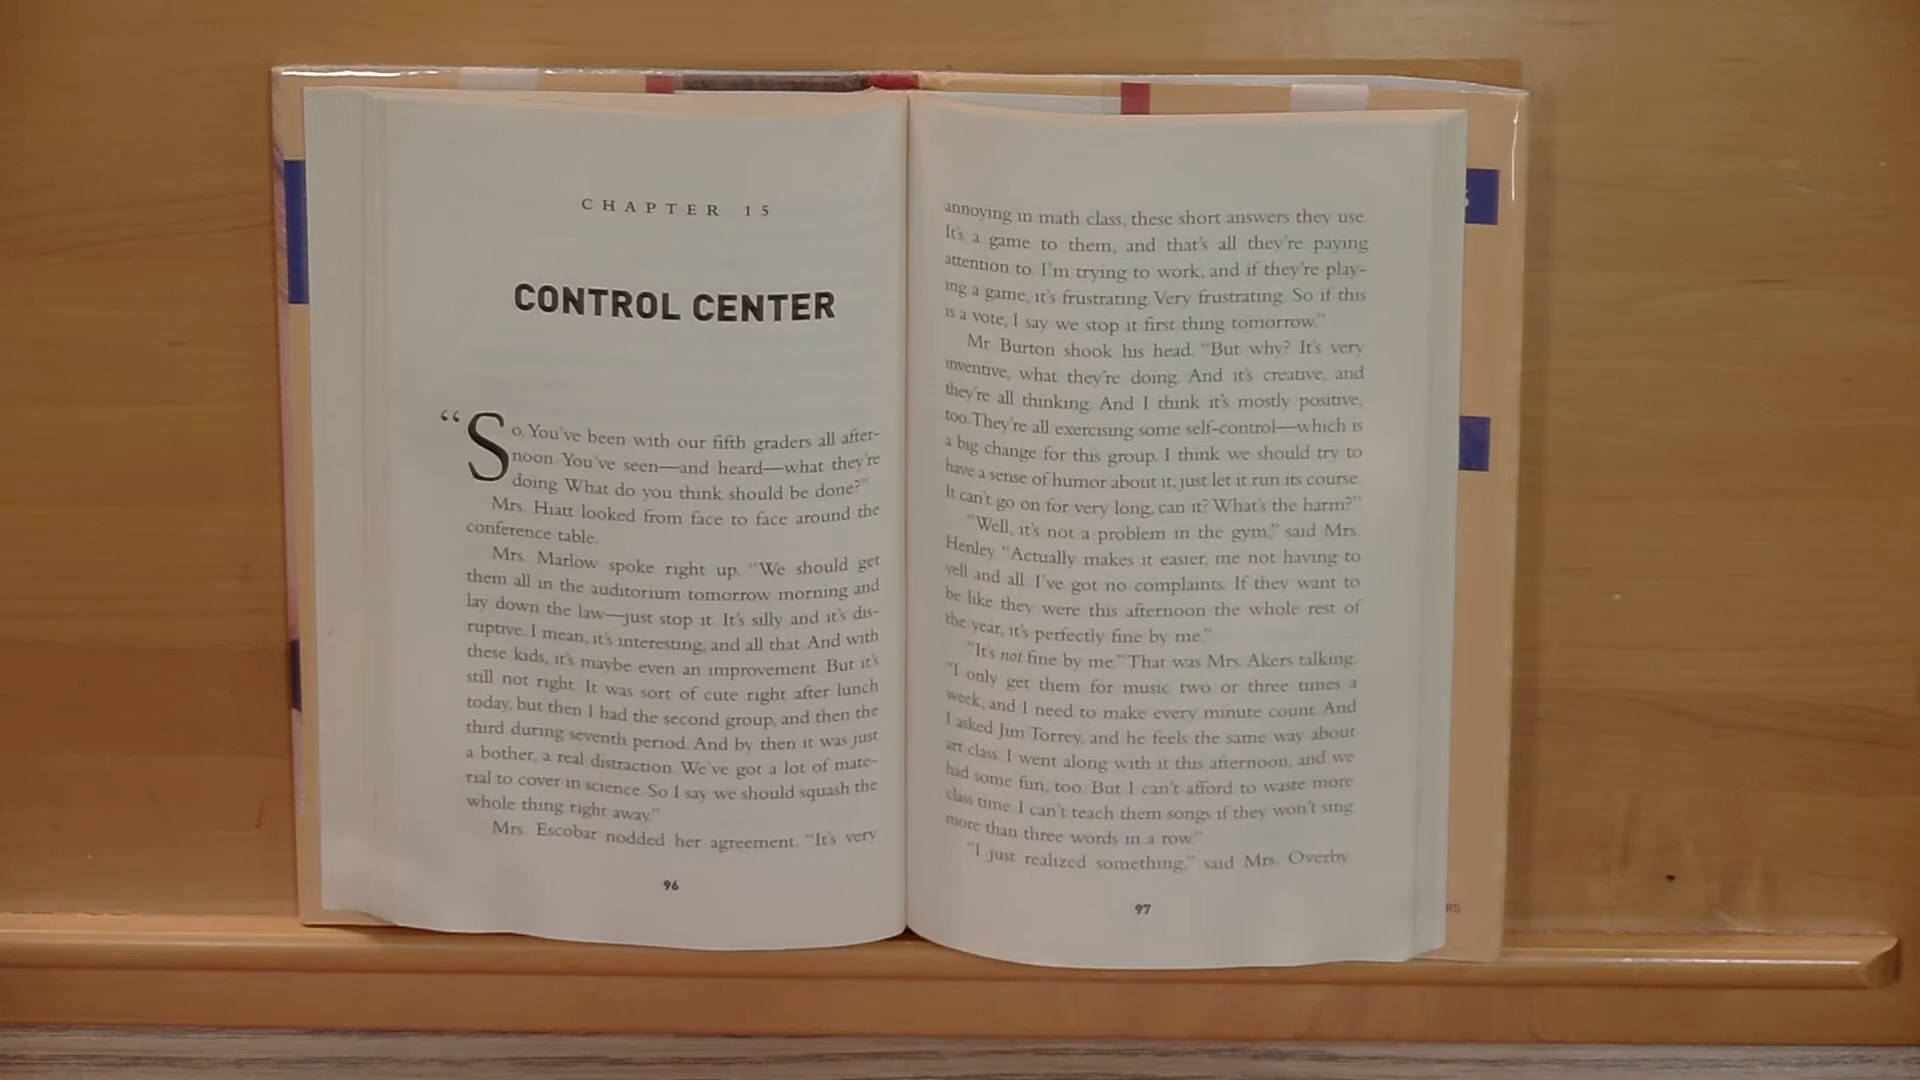 CHAPTER 15
CONTROL CENTER
“So. You’ve been with our fifth graders all after-
noon. You’ve seen—and heard—what they’re
doing. What do you think should be done?”
Mrs. Hiatt looked from face to face around the
conference table.
Mrs. Marlow spoke right up. “We should get
them all in the auditorium tomorrow morning and
lay down the law—just stop it. It’s silly and it’s dis-
ruptive. I mean, it’s interesting, and all that. And with
these kids, it’s maybe even an improvement. But it’s
still not right. It was sort of cute right after lunch
today, but then I had the second group, and then the
third during seventh period. And by then it was just
a bother, a real distraction. We’ve got a lot of mate-
rial to cover in science. So I say we should squash the
whole thing right away.”
Mrs. Escobar nodded her agreement. “It’s very
96
annoying in math class, these short answers they use.
It’s a game to them, and that’s all they’re paying
attention to. I’m trying to work, and if they’re play-
ing a game, it’s frustrating. Very frustrating. So if this
is a vote, I say we stop it first thing tomorrow.”
Mr. Burton shook his head. “But why? It’s very
inventive, what they’re doing. And it’s creative, and
they’re all thinking. And I think it’s mostly positive,
too. They’re all exercising some self-control—which is
a big change for this group. I think we should try to
have a sense of humor about it, just let it run its course.
It can’t go on for very long, can it? What’s the harm?”
“Well, it’s not a problem in the gym,” said Mrs.
Henley. “Actually makes it easier, me not having to
yell and all. I’ve got no complaints. If they want to
be like they were this afternoon the whole rest of
the year, it’s perfectly fine by me.”
“It’s not fine by me.” That was Mrs. Akers talking.
“I only get them for music two or three times a
week, and I need to make every minute count. And
I asked Jim Torrey, and he feels the same way about
art class. I went along with it this afternoon, and we
had some fun, too. But I can’t afford to waste more
class time. I can’t teach them songs if they won’t sing
more than three words in a row.”
“I just realized something,” said Mrs. Overby.
97
RS